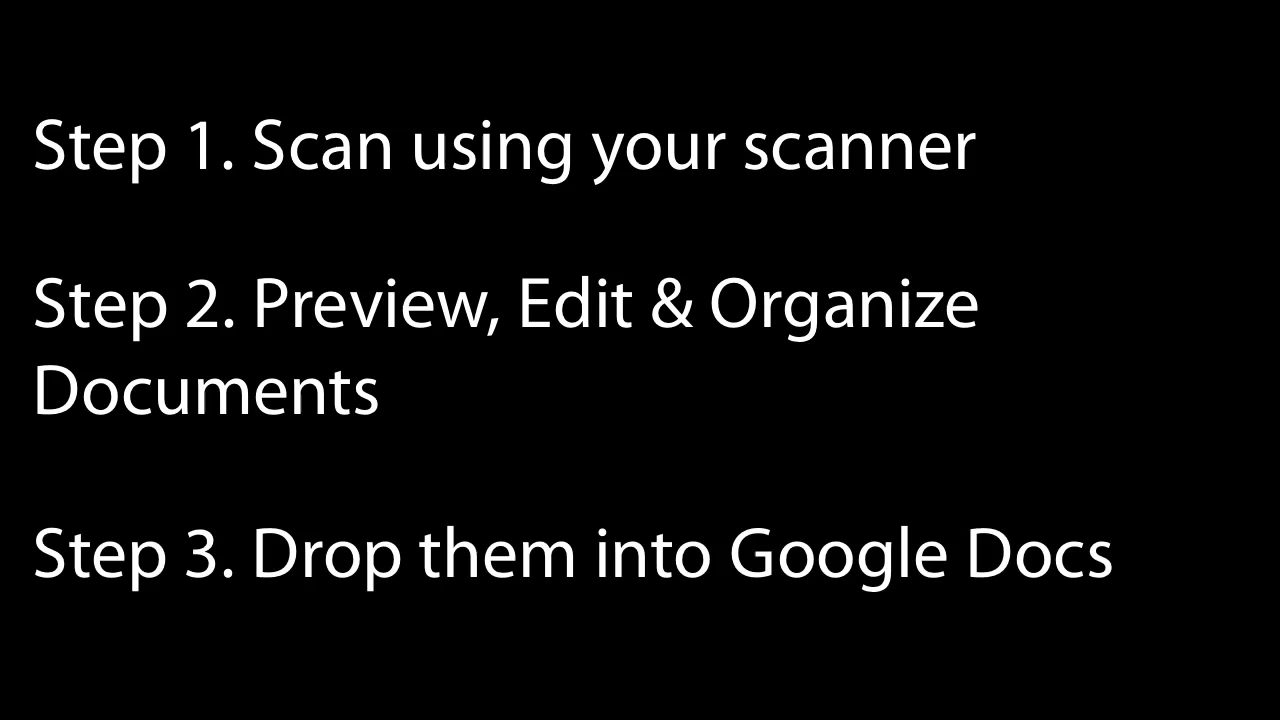 Step 1. Scan using your scanner
Step 2. Preview, Edit & Organize
Documents
Step 3. Drop them into Google Docs